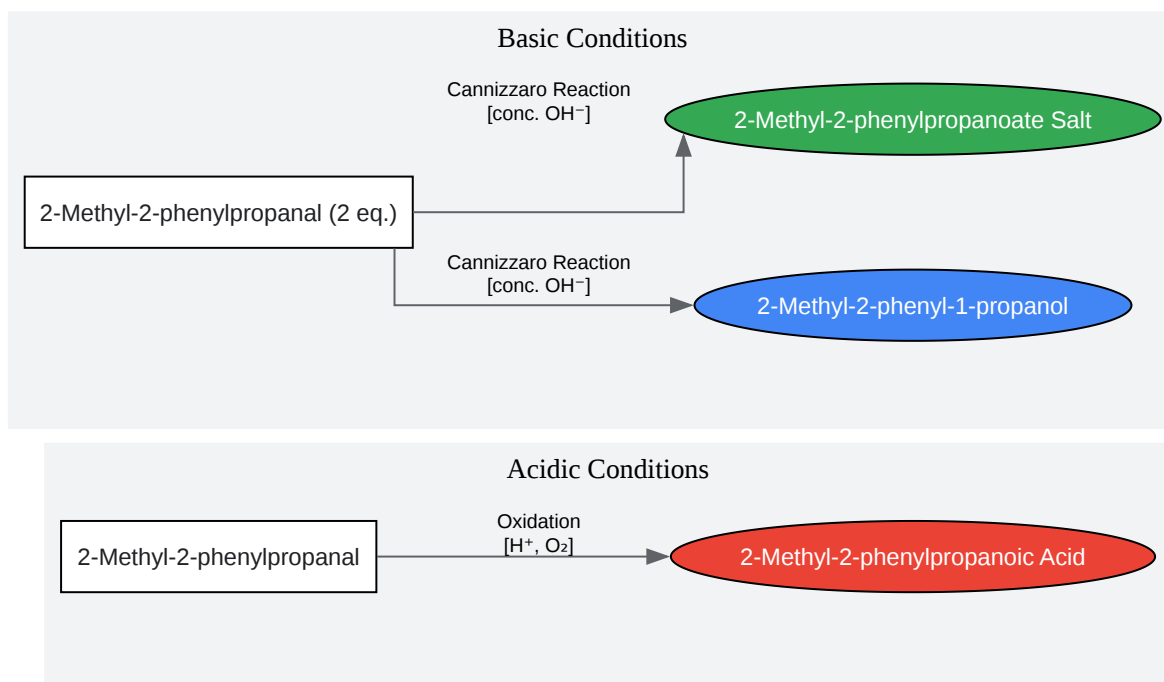 Basic Conditions
Cannizzaro Reaction
[conc. OH⁻]
2-Methyl-2-phenylpropanoate Salt
2-Methyl-2-phenylpropanal (2 eq.)
Cannizzaro Reaction
[conc. OH⁻]
2-Methyl-2-phenyl-1-propanol
Acidic Conditions
Oxidation
[H⁺, O₂]
2-Methyl-2-phenylpropanal
2-Methyl-2-phenylpropanoic Acid